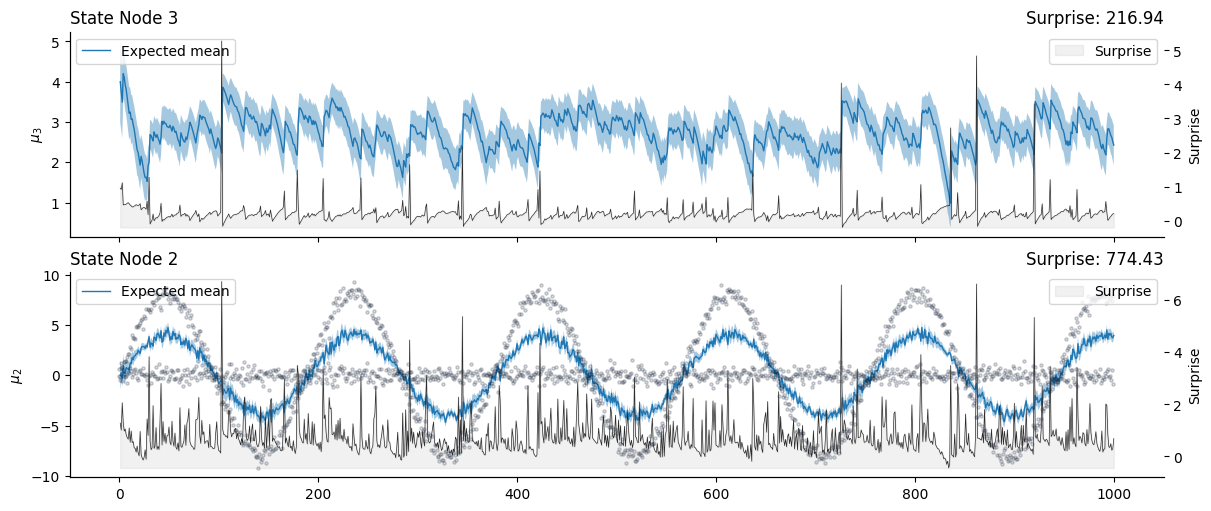 State Node 3
Surprise: 216.94
Expected mean
Surprise
5
4
3
2
1
μ3
5
4
3
2
1
0
Surprise
State Node 2
Surprise: 774.43
Expected mean
Surprise
10
5
0
−5
−10
μ2
6
4
2
0
Surprise
0
200
400
600
800
1000